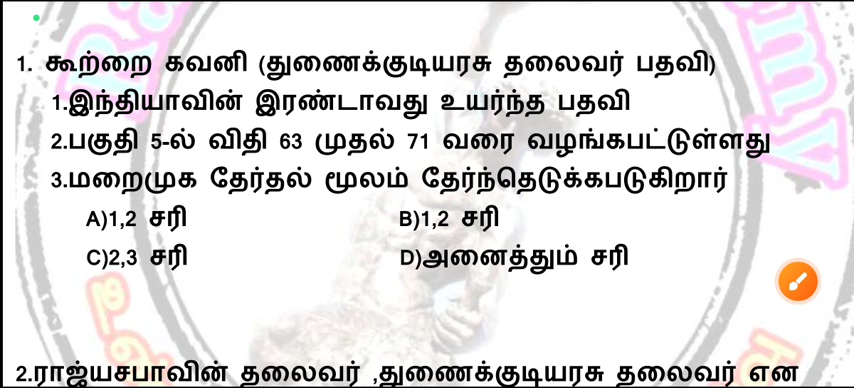 1. கூற்றை கவனி (துணைக்குடியரசு தலைவர் பதவி)
1.இந்தியாவின் இரண்டாவது உயர்ந்த பதவி
2.பகுதி 5-ல் விதி 63 முதல் 71 வரை வழங்கபட்டுள்ளது
3.மறைமுக தேர்தல் மூலம் தேர்ந்தெடுக்கபடுகிறார்
A)1,2 சரி B)1,2 சரி
C)2,3 சரி D)அனைத்தும் சரி
2.ராஜ்யசபாவின் தலைவர் ,துணைக்குடியரசு தலைவர் என